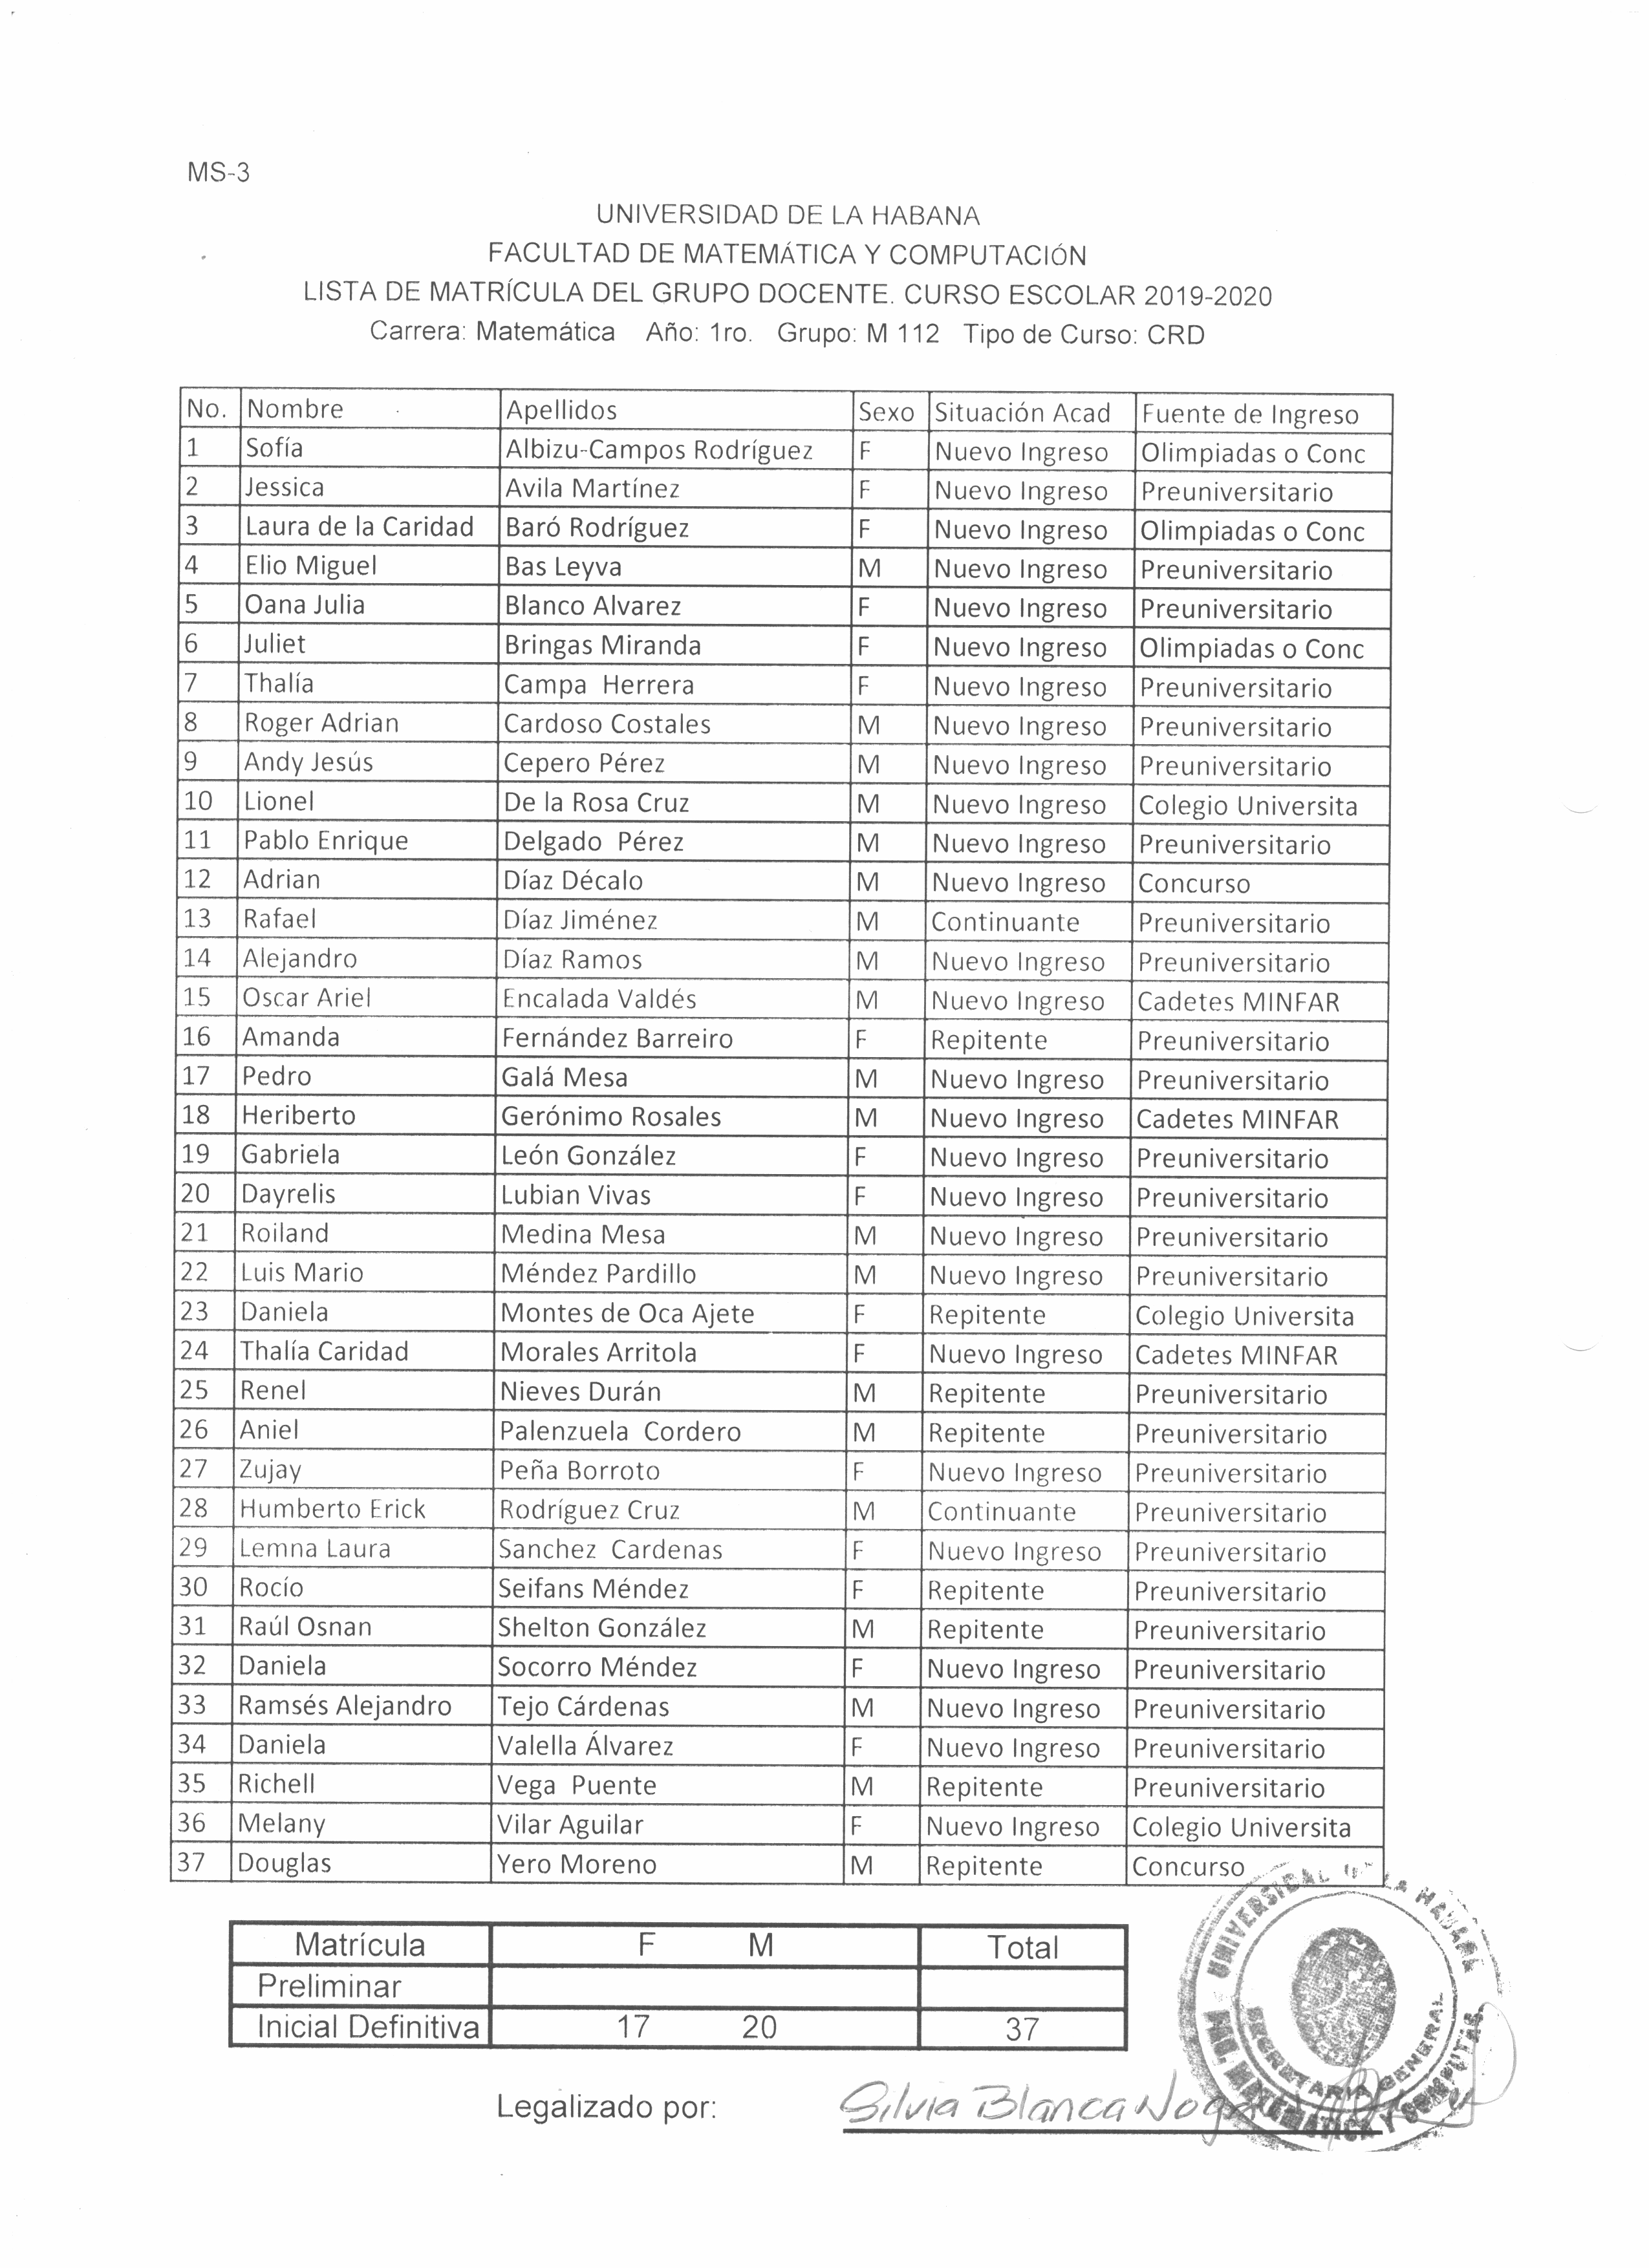 MS-3
UNIVERSIDAD DE LA HABANA
FACULTAD DE MATEMÁTICA Y COMPUTACIÓN
LISTA DE MATRÍCULA DEL GRUPO DOCENTE. CURSO ESCOLAR 2019-2020
Carrera: Matemática Año: 1ro. Grupo: M 112 Tipo de Curso: CRD
No. Nombre Apellidos Sexo Situación Acad Fuente de Ingreso
1 Sofía Albizu-Campos Rodríguez F Nuevo Ingreso Olimpiadas o Conc
2 Jessica Avila Martínez F Nuevo Ingreso Preuniversitario
3 Laura de la Caridad Baró Rodríguez F Nuevo Ingreso Olimpiadas o Conc
4 Elio Miguel Bas Leyva M Nuevo Ingreso Preuniversitario
5 Oana Julia Blanco Alvarez F Nuevo Ingreso Preuniversitario
6 Juliet Bringas Miranda F Nuevo Ingreso Olimpiadas o Conc
7 Thalía Campa Herrera F Nuevo Ingreso Preuniversitario
8 Roger Adrian Cardoso Costales M Nuevo Ingreso Preuniversitario
9 Andy Jesús Cepero Pérez M Nuevo Ingreso Preuniversitario
10 Lionel De la Rosa Cruz M Nuevo Ingreso Colegio Universita
11 Pablo Enrique Delgado Pérez M Nuevo Ingreso Preuniversitario
12 Adrian Díaz Décalo M Nuevo Ingreso Concurso
13 Rafael Díaz Jiménez M Continuante Preuniversitario
14 Alejandro Díaz Ramos M Nuevo Ingreso Preuniversitario
15 Oscar Ariel Encalada Valdés M Nuevo Ingreso Cadetes MINFAR
16 Amanda Fernández Barreiro F Repitente Preuniversitario
17 Pedro Galá Mesa M Nuevo Ingreso Preuniversitario
18 Heriberto Gerónimo Rosales M Nuevo Ingreso Cadetes MINFAR
19 Gabriela León González F Nuevo Ingreso Preuniversitario
20 Dayrelis Lubian Vivas F Nuevo Ingreso Preuniversitario
21 Roiland Medina Mesa M Nuevo Ingreso Preuniversitario
22 Luis Mario Méndez Pardillo M Nuevo Ingreso Preuniversitario
23 Daniela Montes de Oca Ajete F Repitente Colegio Universita
24 Thalía Caridad Morales Arritola F Nuevo Ingreso Cadetes MINFAR
25 Renel Nieves Durán M Repitente Preuniversitario
26 Aniel Palenzuela Cordero M Repitente Preuniversitario
27 Zujay Peña Borroto F Nuevo Ingreso Preuniversitario
28 Humberto Erick Rodríguez Cruz M Continuante Preuniversitario
29 Lemna Laura Sanchez Cardenas F Nuevo Ingreso Preuniversitario
30 Rocío Seifans Méndez F Repitente Preuniversitario
31 Raúl Osnan Shelton González M Repitente Preuniversitario
32 Daniela Socorro Méndez F Nuevo Ingreso Preuniversitario
33 Ramsés Alejandro Tejo Cárdenas M Nuevo Ingreso Preuniversitario
34 Daniela Valella Álvarez F Nuevo Ingreso Preuniversitario
35 Richell Vega Puente M Repitente Preuniversitario
36 Melany Vilar Aguilar F Nuevo Ingreso Colegio Universita
37 Douglas Yero Moreno M Repitente Concurso
Matrícula F M Total
Preliminar
Inicial Definitiva 17 20 37
Legalizado por: Silvia Blanca
UNIVERSIDAD DE LA HABANA
SECRETARIA GENERAL
MATEMATICA Y